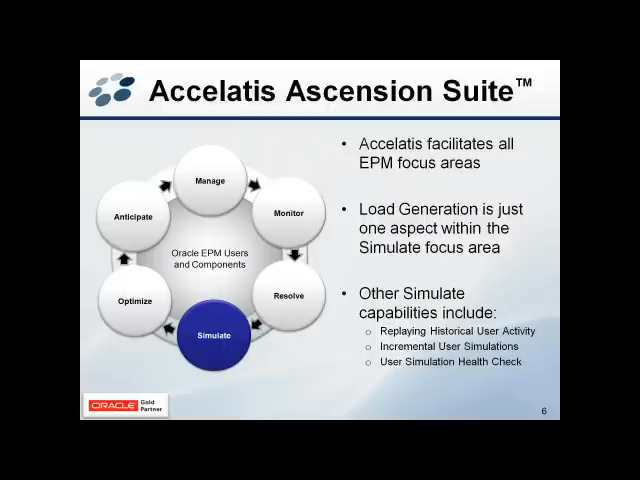 Accelatis Ascension Suite™
Manage
Monitor
Resolve
Simulate
Optimize
Anticipate
Oracle EPM Users
and Components
• Accelatis facilitates all
EPM focus areas
• Load Generation is just
one aspect within the
Simulate focus area
• Other Simulate
capabilities include:
o Replaying Historical User Activity
o Incremental User Simulations
o User Simulation Health Check
ORACLE Gold
Partner
6